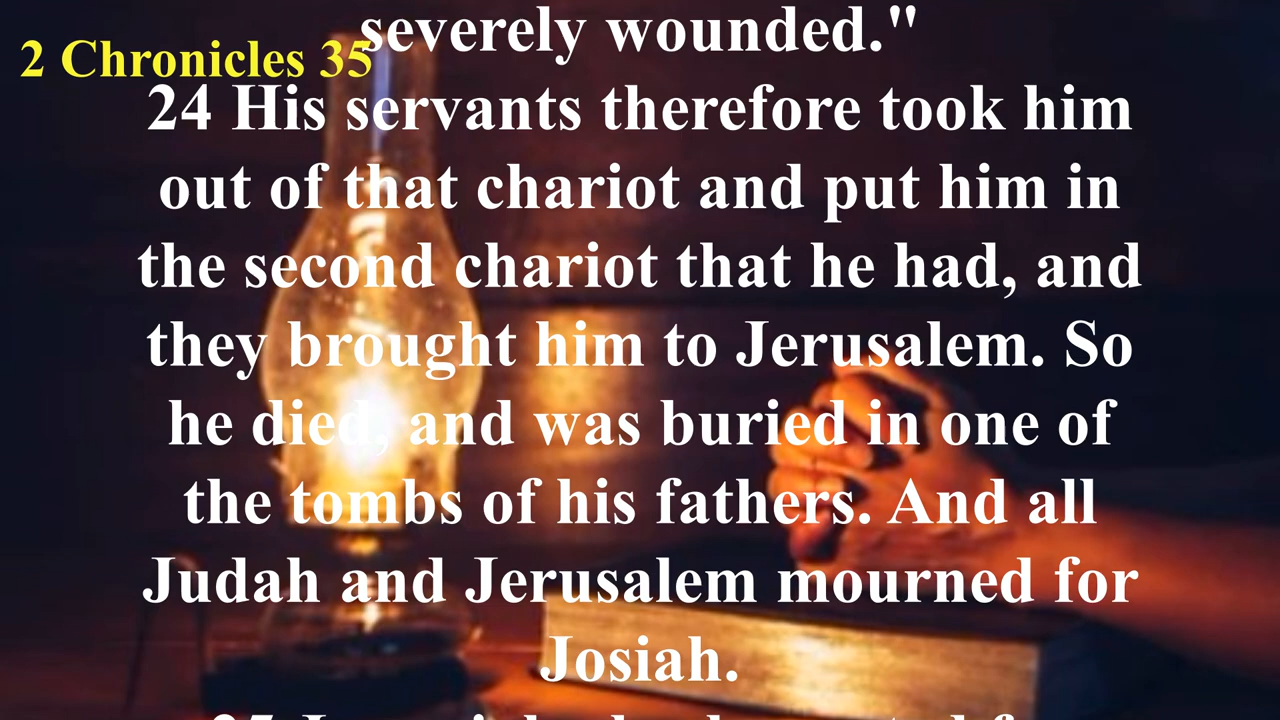 severely wounded."
2 Chronicles 35
24 His servants therefore took him
out of that chariot and put him in
the second chariot that he had, and
they brought him to Jerusalem. So
he died, and was buried in one of
the tombs of his fathers. And all
Judah and Jerusalem mourned for
Josiah.